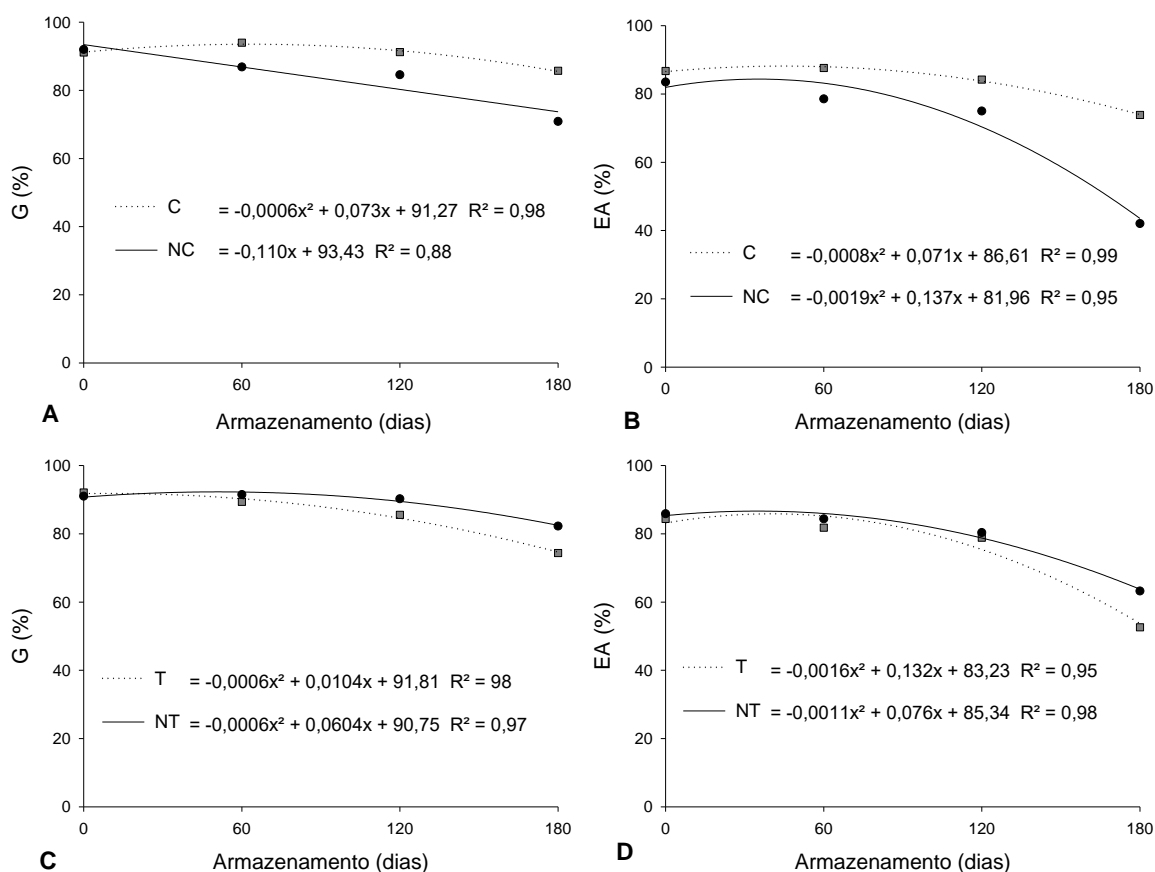 100
80
60
40
20
0
G (%)
C = -0,0006x² + 0,073x + 91,27 R² = 0,98
NC = -0,110x + 93,43 R² = 0,88
0 60 120 180
Armazenamento (dias)
A
100
80
60
40
20
0
EA (%)
C = -0,0008x² + 0,071x + 86,61 R² = 0,99
NC = -0,0019x² + 0,137x + 81,96 R² = 0,95
0 60 120 180
Armazenamento (dias)
B
100
80
60
40
20
0
G (%)
T = -0,0006x² + 0,0104x + 91,81 R² = 98
NT = -0,0006x² + 0,0604x + 90,75 R² = 0,97
0 60 120 180
Armazenamento (dias)
C
100
80
60
40
20
0
EA (%)
T = -0,0016x² + 0,132x + 83,23 R² = 0,95
NT = -0,0011x² + 0,076x + 85,34 R² = 0,98
0 60 120 180
Armazenamento (dias)
D